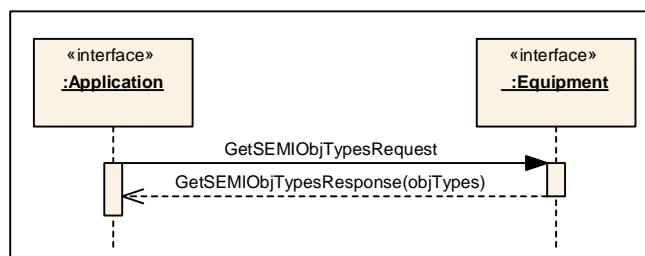 «interface»
:Application
«interface»
:Equipment
GetSEMIObjTypesRequest
GetSEMIObjTypesResponse(objTypes)